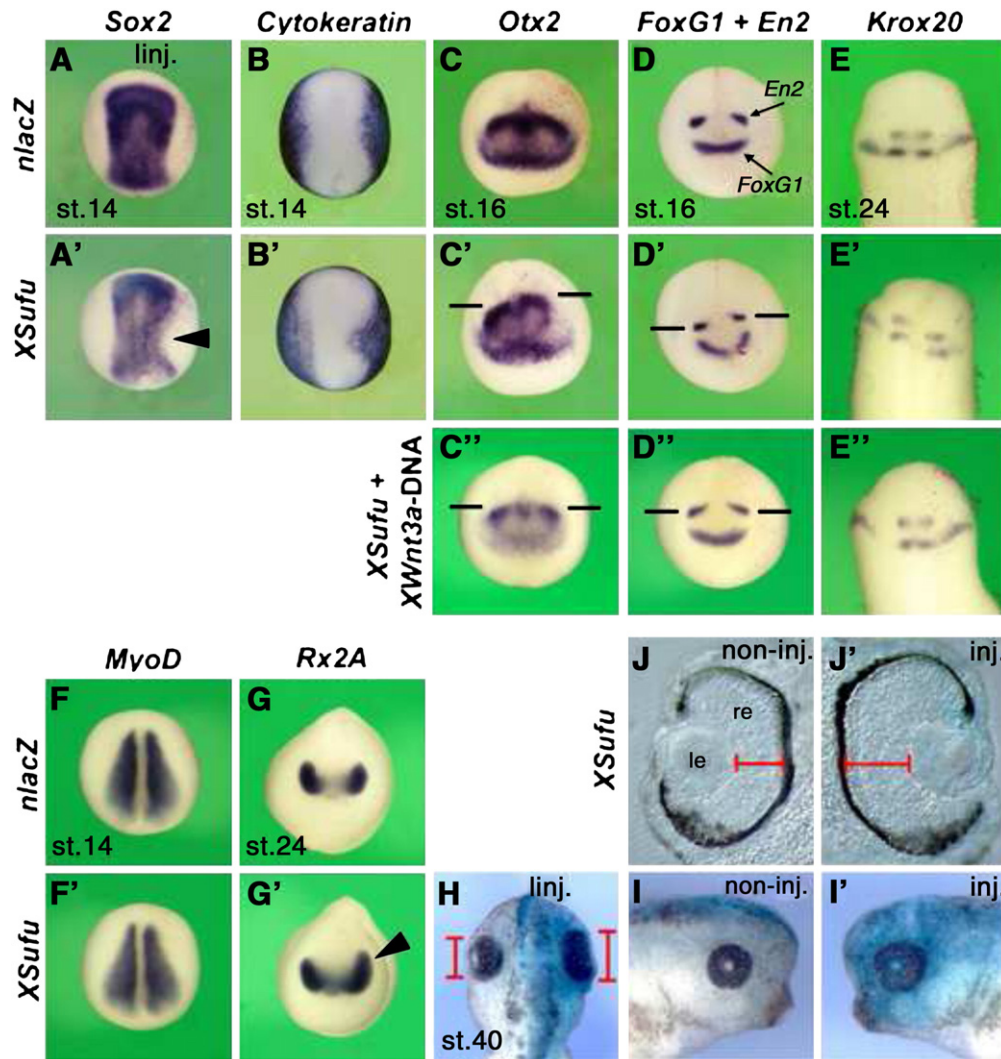 Sox2 Cytokeratin Otx2 FoxG1 + En2 Krox20
nlacZ
A Iinj. st.14
B st.14
C st.16
D En2 FoxG1 st.16
E st.24
XSufu
A'
B'
C'
D'
E'
XSufu +
XWnt3a-DNA
C''
D''
E''
MyoD Rx2A
nlacZ
F st.14
G st.24
XSufu
J non-inj. re le
J' inj.
XSufu
F'
G'
H Iinj. st.40
I non-inj.
I' inj.